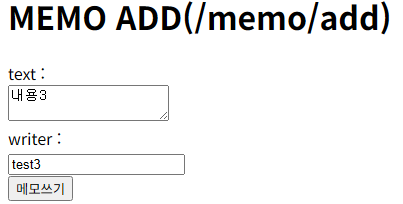 MEMO ADD(/memo/add)
text :
내용3
writer :
test3
메모쓰기